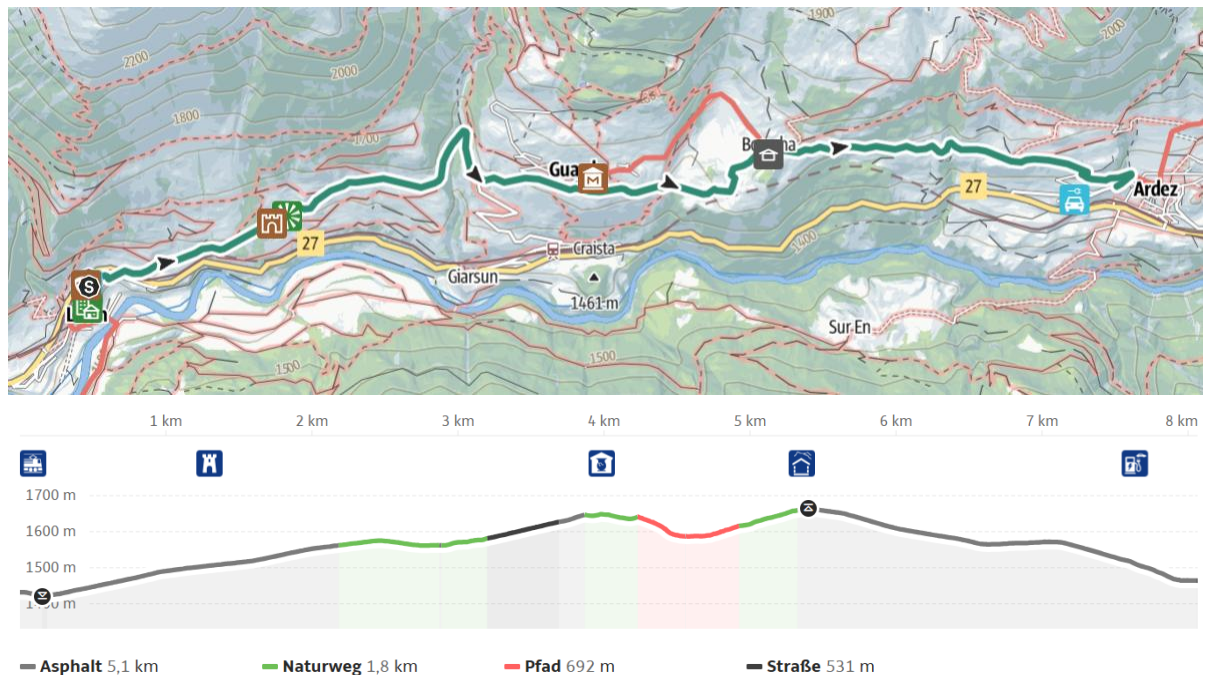 1900
2000
2200
2000
1800
1700
Ardez
27
27
1400
Craista
Giarsun
1461 m
Sur En
1500
1500
S
M
1 km
2 km
3 km
4 km
5 km
6 km
7 km
8 km
1700 m
1600 m
1500 m
Asphalt 5,1 km
Naturweg 1,8 km
Pfad 692 m
Straße 531 m